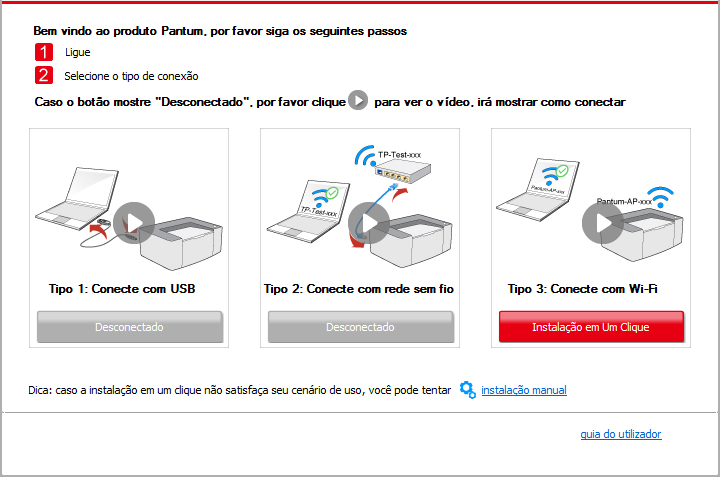 Bem vindo ao produto Pantum, por favor siga os seguintes passos
1 Ligue
2 Selecione o tipo de conexão
Caso o botão mostre "Desconectado", por favor clique para ver o vídeo, irá mostrar como conectar
TP-Test-xxx
TP-Test-xxx
Pantum-AP-xxx
Pantum-AP-xxx
Tipo 1: Conecte com USB
Tipo 2: Conecte com rede sem fio
Tipo 3: Conecte com Wi-Fi
Desconectado
Desconectado
Instalação em Um Clique
Dica: caso a instalação em um clique não satisfaça seu cenário de uso, você pode tentar instalação manual
guia do utilizador